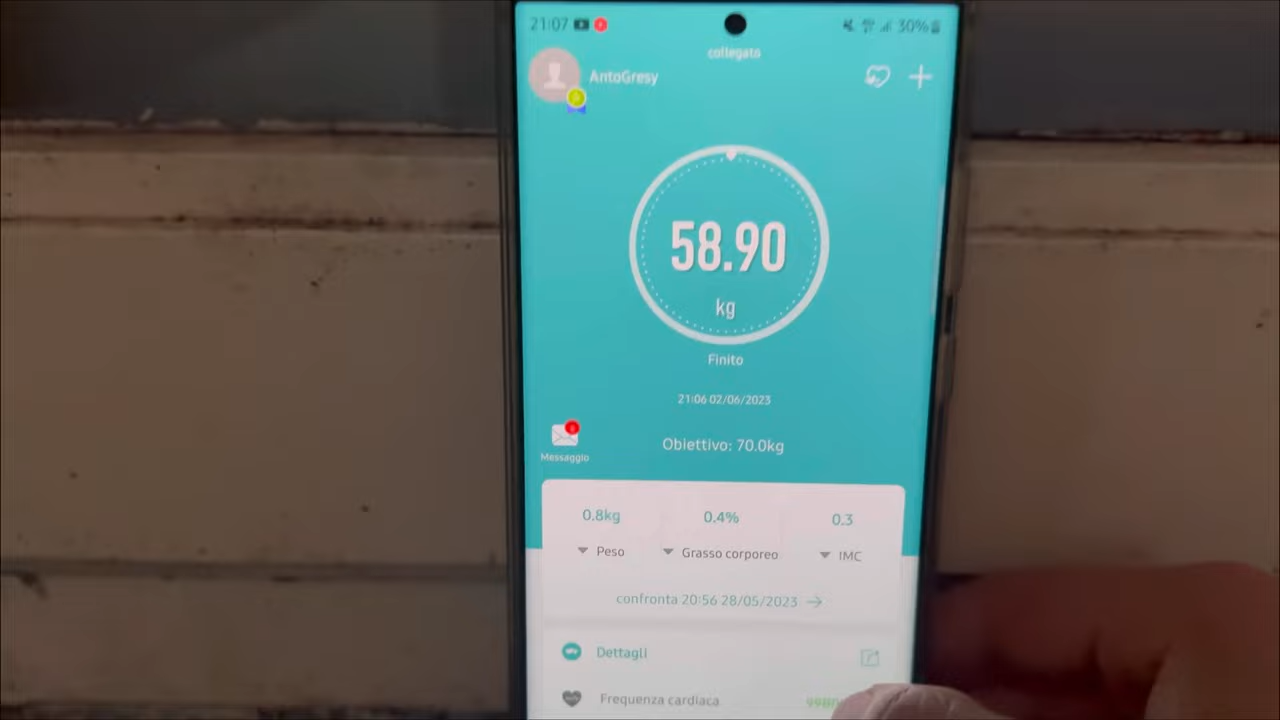 21:07 30%
collegato
AntoGresy
58.90
kg
Finito
21:06 02/06/2023
Messaggio
Obiettivo: 70.0kg
0.8kg 0.4% 0.3
Peso Grasso corporeo IMC
confronta 20:56 28/05/2023
Dettagli
Frequenza cardiaca